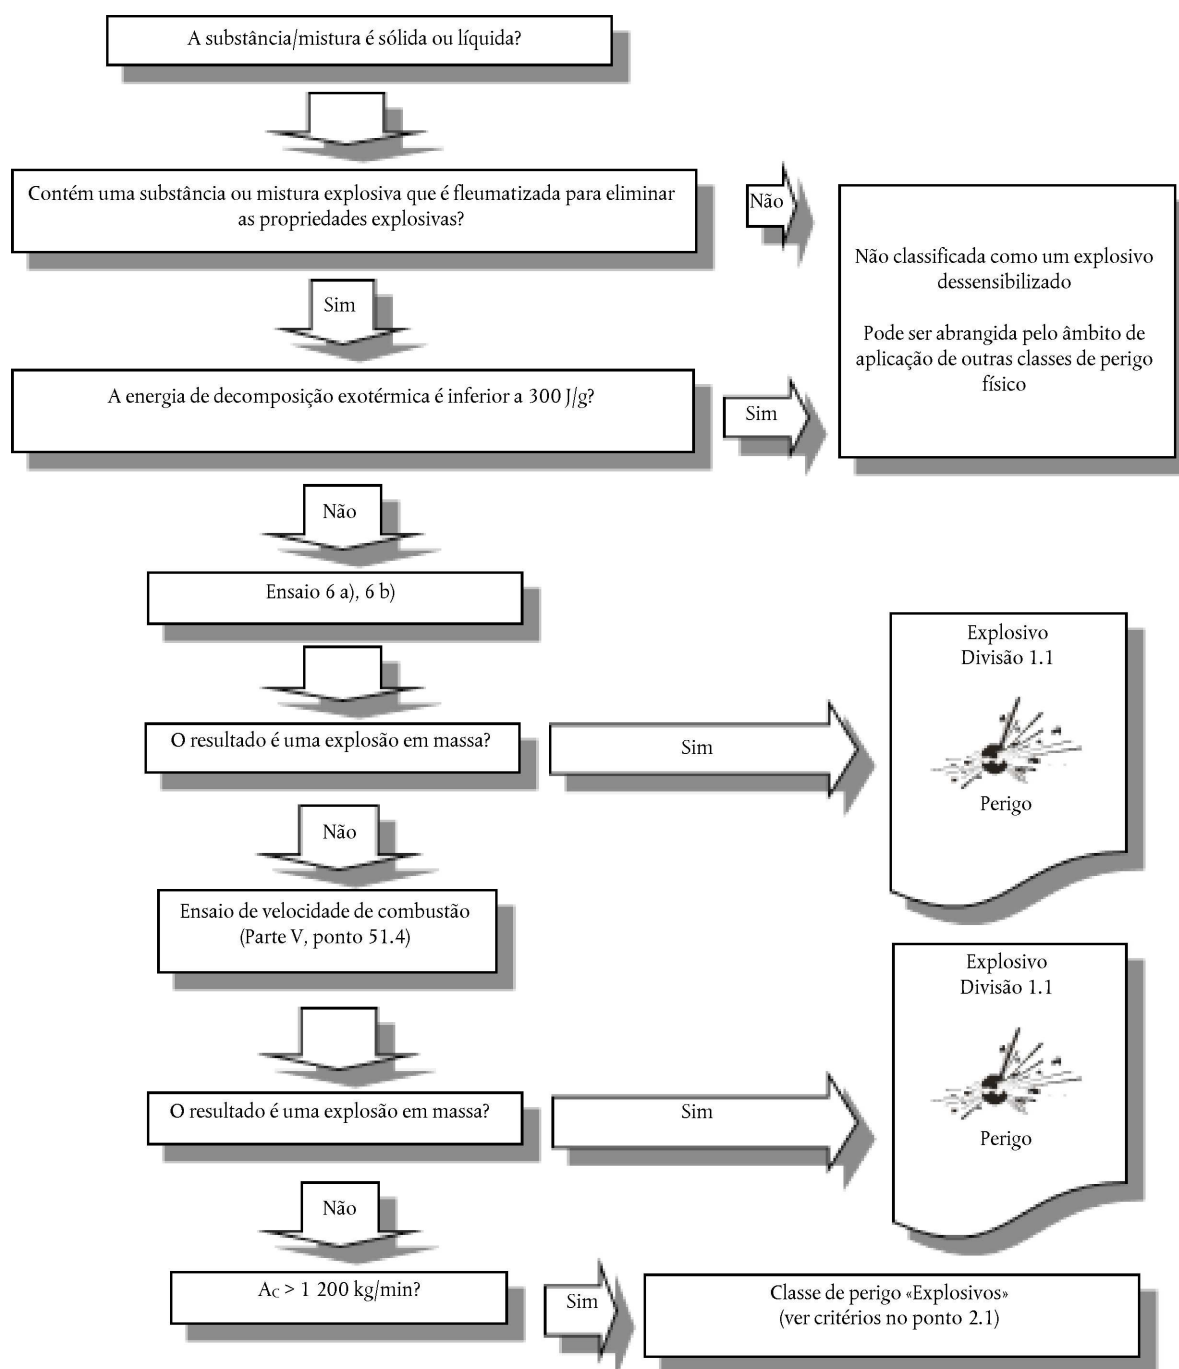 A substância/mistura é sólida ou líquida?
Contém uma substância ou mistura explosiva que é fleumatizada para eliminar
as propriedades explosivas?
Não
Não classificada como um explosivo
dessensibilizado
Pode ser abrangida pelo âmbito de
aplicação de outras classes de perigo
físico
Sim
A energia de decomposição exotérmica é inferior a 300 J/g?
Sim
Não
Ensaio 6 a), 6 b)
Explosivo
Divisão 1.1
Perigo
O resultado é uma explosão em massa?
Sim
Não
Ensaio de velocidade de combustão
(Parte V, ponto 51.4)
Explosivo
Divisão 1.1
Perigo
O resultado é uma explosão em massa?
Sim
Não
Ac > 1 200 kg/min?
Sim
Classe de perigo «Explosivos»
(ver critérios no ponto 2.1)